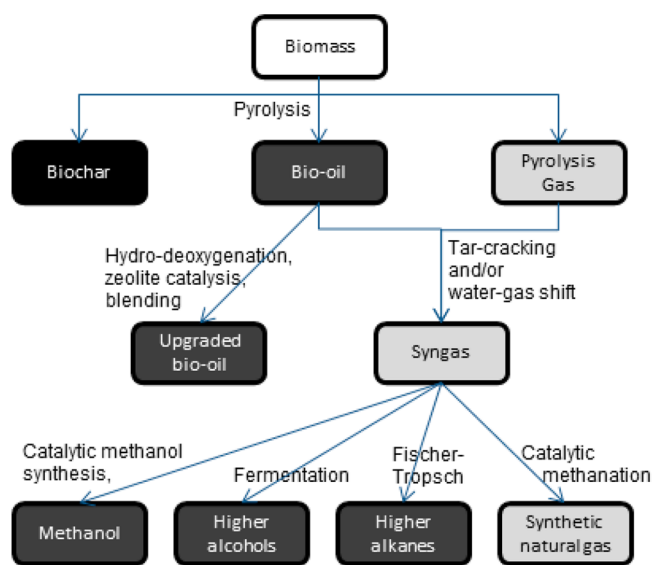 Biomass
Pyrolysis
Biochar
Bio-oil
Pyrolysis
Gas
Hydro-deoxygenation,
zeolite catalysis,
blending
Tar-cracking
and/or
water-gas shift
Upgraded
bio-oil
Syngas
Catalytic methanol
synthesis,
Fermentation
Fischer-
Tropsch
Catalytic
methanation
Methanol
Higher
alcohols
Higher
alkanes
Synthetic
natural gas